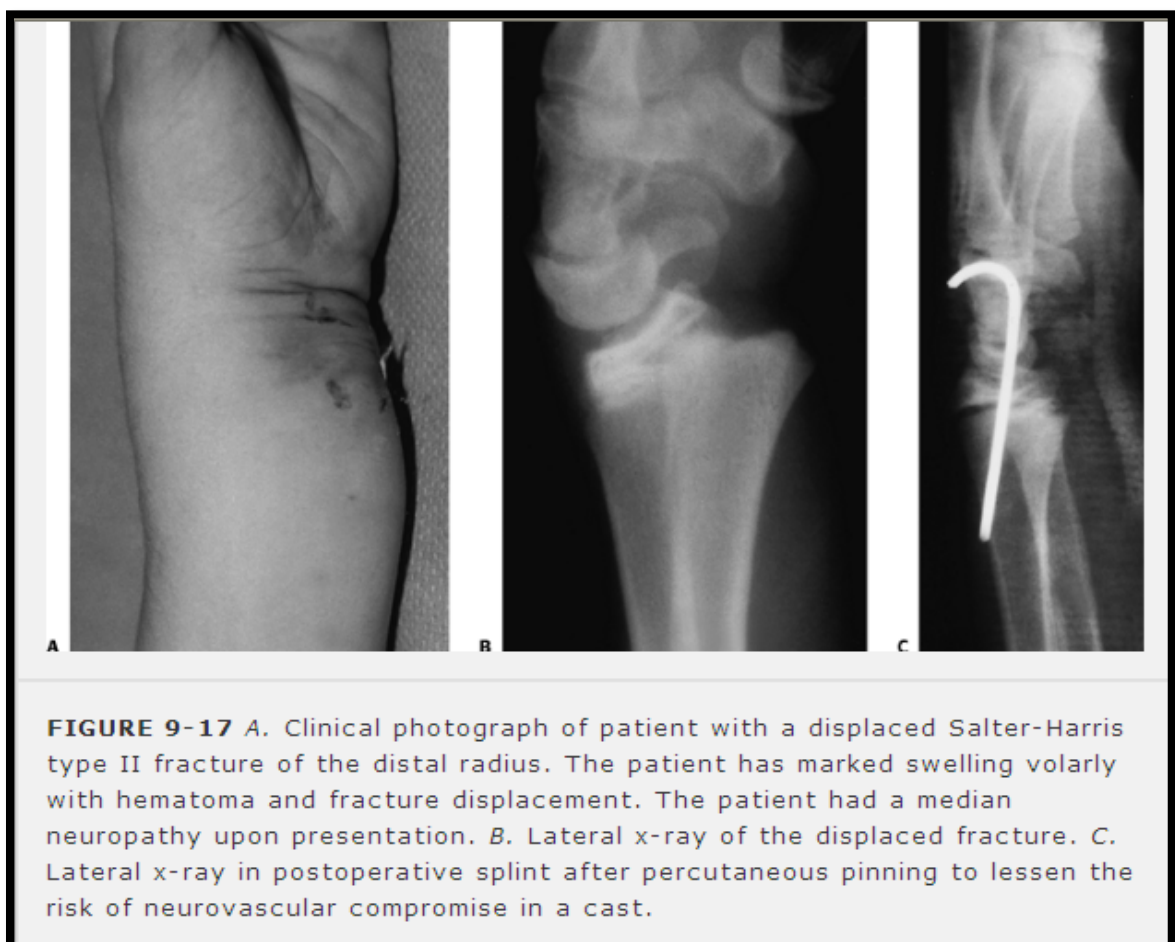 A
B
C
FIGURE 9-17 A. Clinical photograph of patient with a displaced Salter-Harris
type II fracture of the distal radius. The patient has marked swelling volarly
with hematoma and fracture displacement. The patient had a median
neuropathy upon presentation. B. Lateral x-ray of the displaced fracture. C.
Lateral x-ray in postoperative splint after percutaneous pinning to lessen the
risk of neurovascular compromise in a cast.